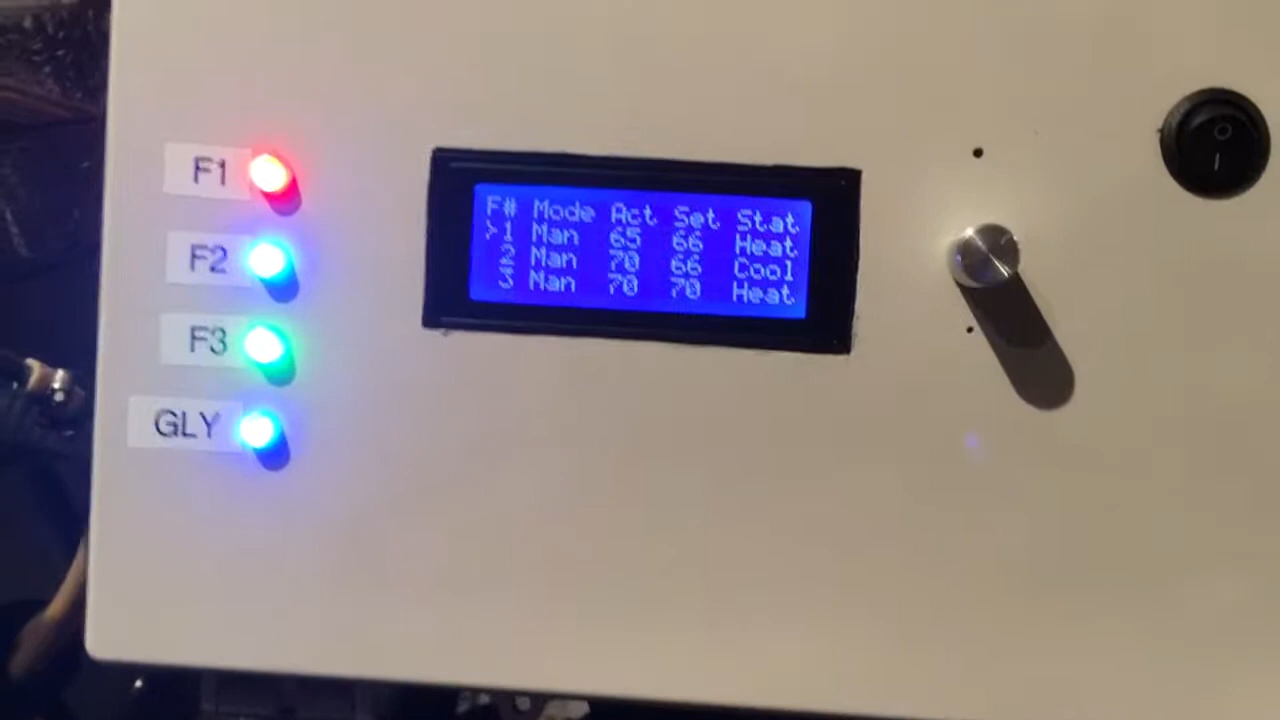 F1
F2
F3
GLY
F# Mode Act Set Stat
>1 Man 65 66 Heat
2 Man 70 66 Cool
3 Man 70 70 Heat
O
I